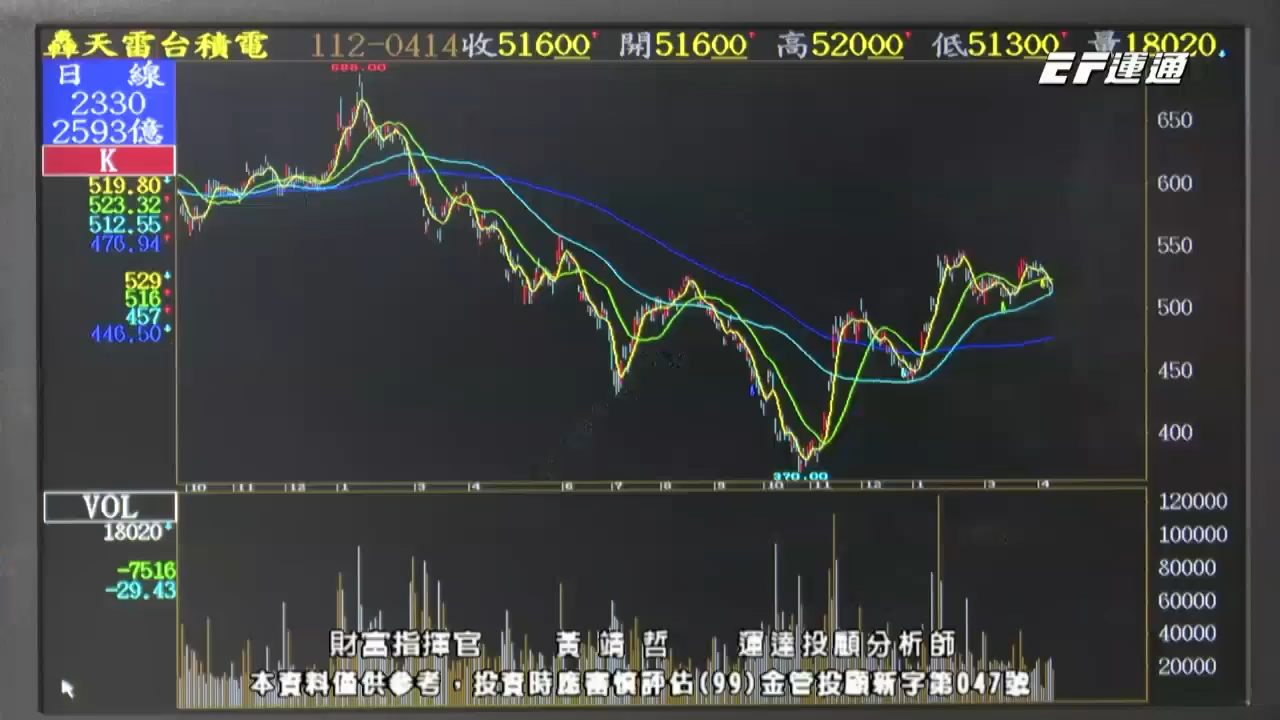 轟天雷台積電 112-0414收51600 開51600 高52000 低51300 量18020
EF運通
日 線
2330
2593億
K
519.80
523.32
512.55
476.94
529
516
457
446.50
688.00
650
600
550
500
450
400
370.00
10 11 12 1 3 4 6 7 8 9 10 11 12 1 3 4
VOL
18020
-7516
-29.43
120000
100000
80000
60000
40000
20000
財富指揮官 黃靖哲 運達投顧分析師
本資料僅供參考，投資時應審慎評估(99)金管投顧新字第047號